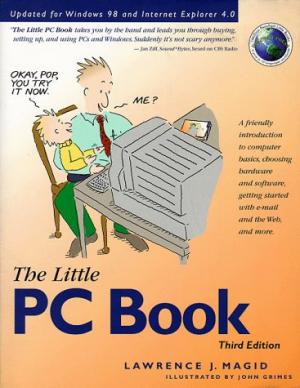 Updated for Windows 98 and Internet Explorer 4.0
"The Little PC Book takes you by the band and leads you through buying,
setting up, and using PCs and Windows. Suddenly it's not scary anymore."
— Jan Ziff, Sound•Bytes, heard on CBS Radio
OKAY, POP,
YOU TRY
IT NOW.
ME?
A friendly
introduction
to computer
basics, choosing
hardware
and software,
getting started
with e-mail
and the Web,
and more.
The Little
PC Book
Third Edition
LAWRENCE J. MAGID
ILLUSTRATED BY JOHN GRIMES